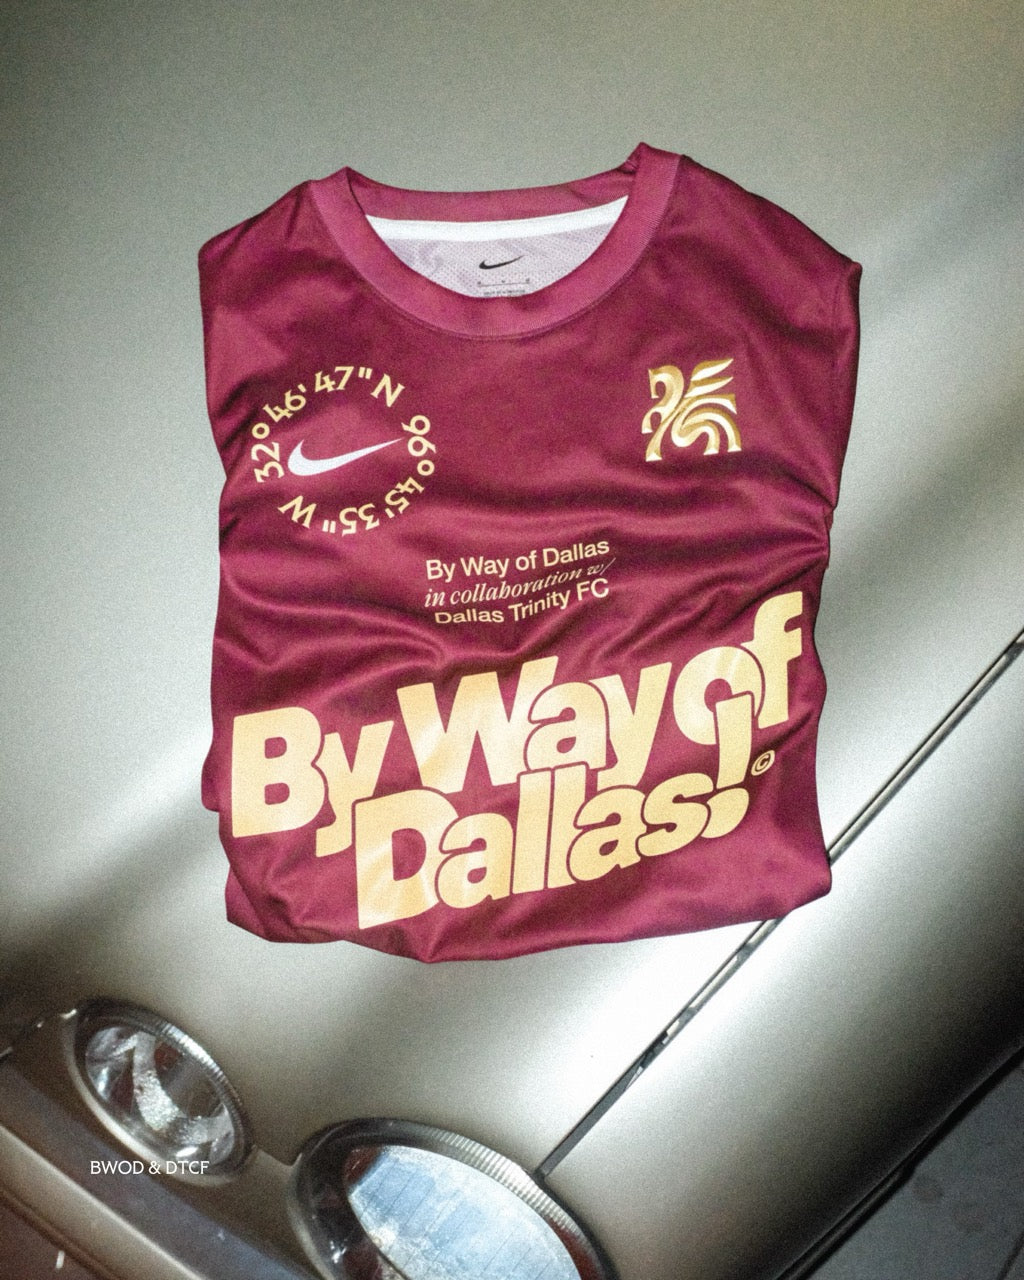 32°46'47"N
96°45'35"W
By Way of Dallas
in collaboration w/
Dallas Trinity FC
By Way of
Dallas!©
BWOD & DTCF